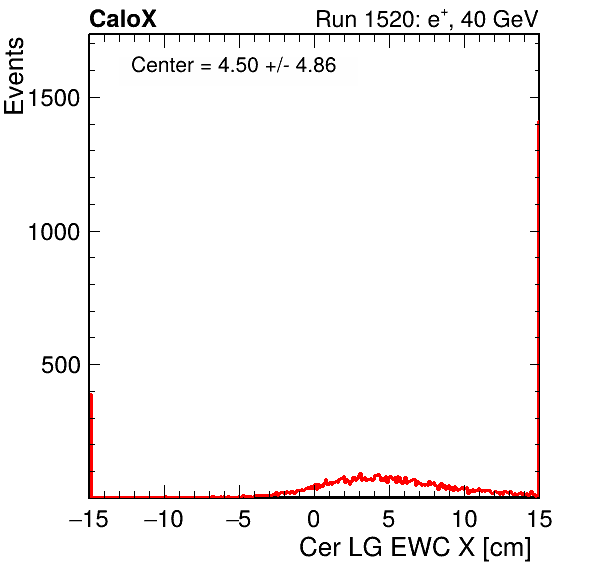 CaloX
Run 1520: e⁺, 40 GeV
Center = 4.50 +/- 4.86
Events
1500
1000
500
−15 −10 −5 0 5 10 15
Cer LG EWC X [cm]